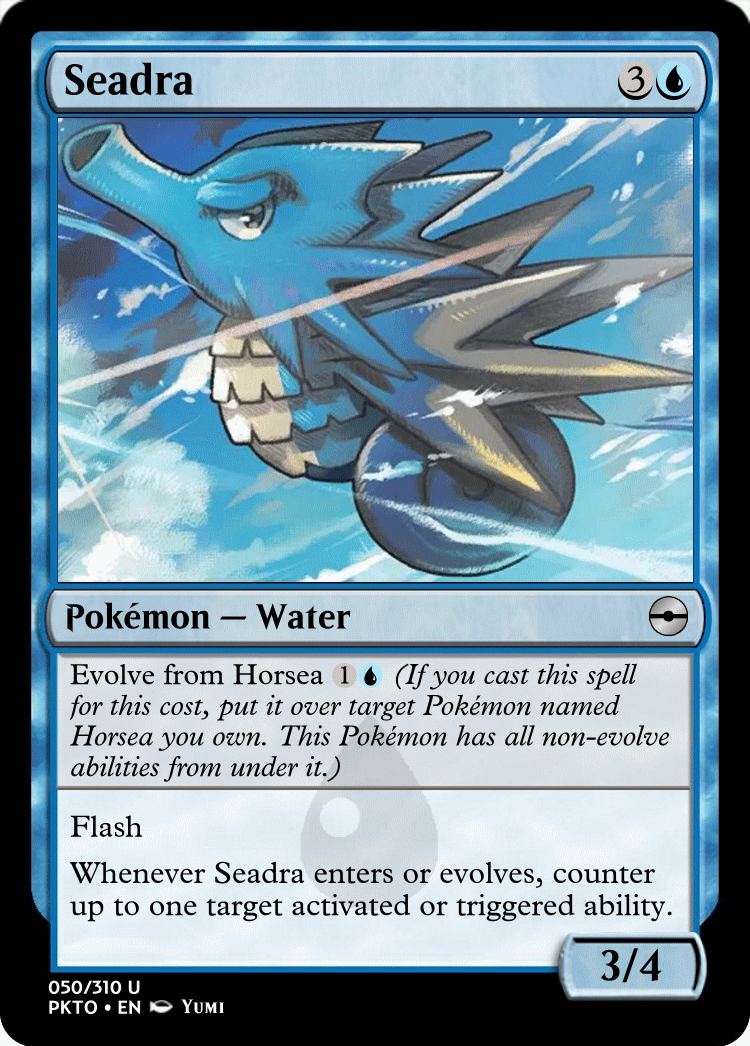 Seadra 3
Pokémon — Water
Evolve from Horsea 1 (If you cast this spell
for this cost, put it over target Pokémon named
Horsea you own. This Pokémon has all non-evolve
abilities from under it.)
Flash
Whenever Seadra enters or evolves, counter
up to one target activated or triggered ability.
3/4
050/310 U
PKTO • EN Yumi